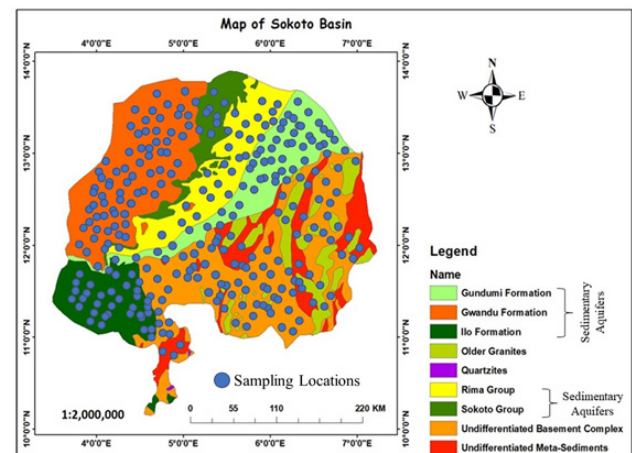 Map of Sokoto Basin
4°0'0"E 5°0'0"E 6°0'0"E 7°0'0"E
14°0'0"N
13°0'0"N
12°0'0"N
11°0'0"N
10°0'0"N
14°0'0"N
13°0'0"N
12°0'0"N
11°0'0"N
10°0'0"N
N
W E
S
Legend
Name
Gundumi Formation
Gwandu Formation
Ilo Formation
Sedimentary
Aquifers
Older Granites
Quartzites
Rima Group
Sokoto Group
Sedimentary
Aquifers
Undifferentiated Basement Complex
Undifferentiated Meta-Sediments
Sampling Locations
1:2,000,000
0 55 110 220 KM
4°0'0"E 5°0'0"E 6°0'0"E 7°0'0"E